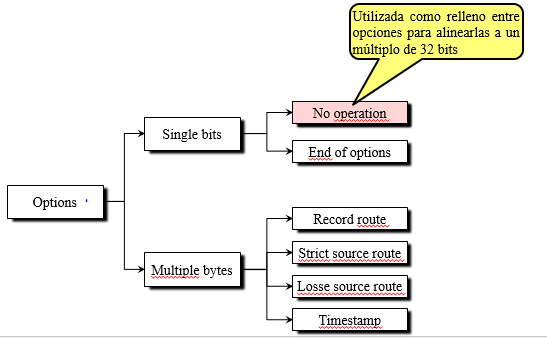 Utilizada como relleno entre
opciones para alinearlas a un
múltiplo de 32 bits
No operation
Single bits
End of options
Options
Record route
Strict source route
Multiple bytes
Losse source route
Timestamp